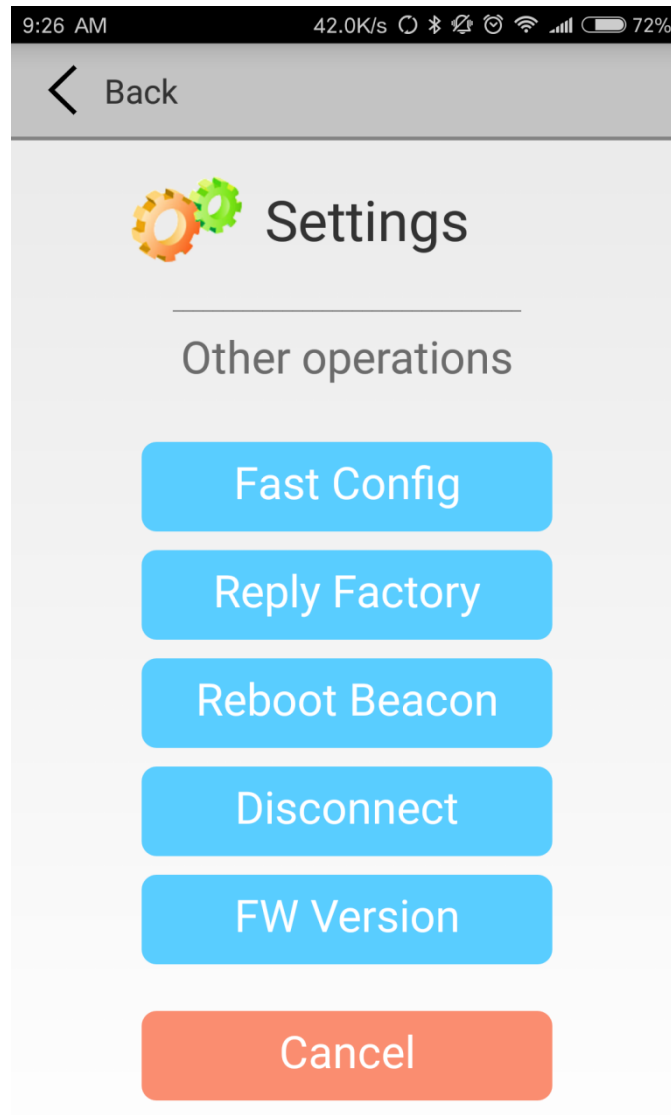 9:26 AM 42.0K/s 72%
Back
Settings
Other operations
Fast Config
Reply Factory
Reboot Beacon
Disconnect
FW Version
Cancel